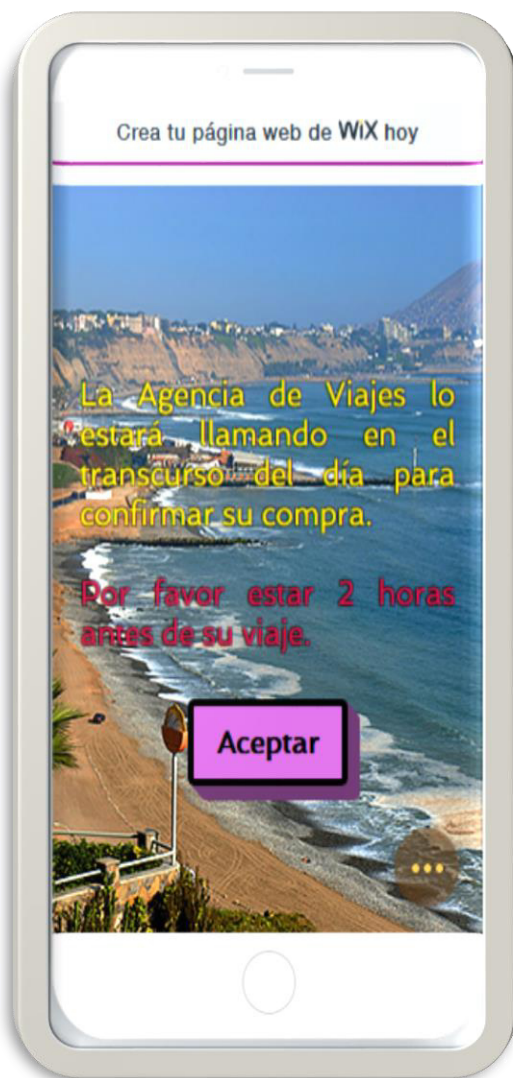 Crea tu página web de WiX hoy
La Agencia de Viajes lo
estará llamando en el
transcurso del día para
confirmar su compra.
Por favor estar 2 horas
antes de su viaje.
Aceptar